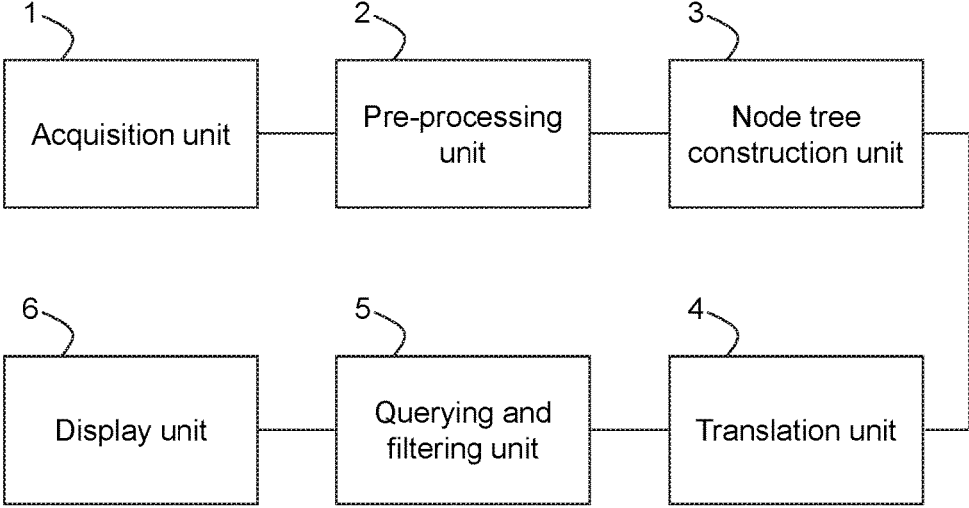 1
2
3
Acquisition unit
Pre-processing
unit
Node tree
construction unit
6
5
4
Display unit
Querying and
filtering unit
Translation unit